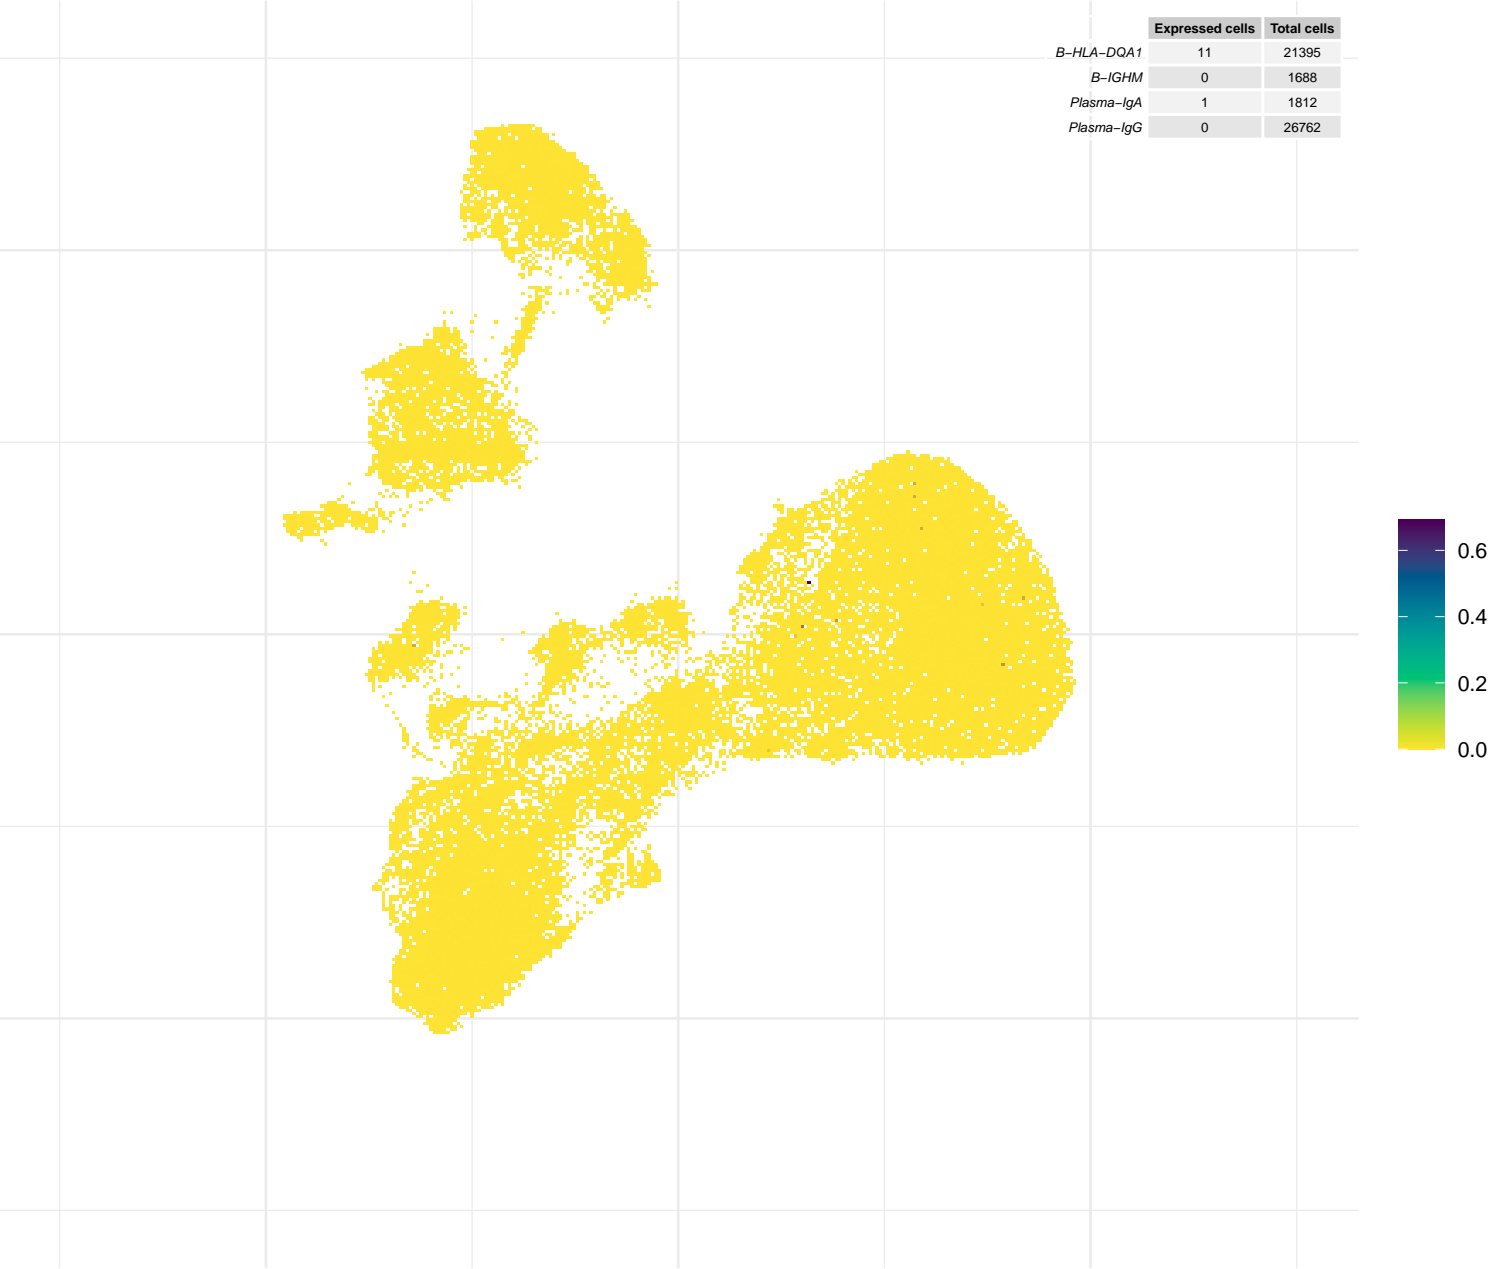 Expressed cells Total cells
B−HLA−DQA1 11 21395
B−IGHM 0 1688
Plasma−IgA 1 1812
Plasma−IgG 0 26762
0.6
0.4
0.2
0.0